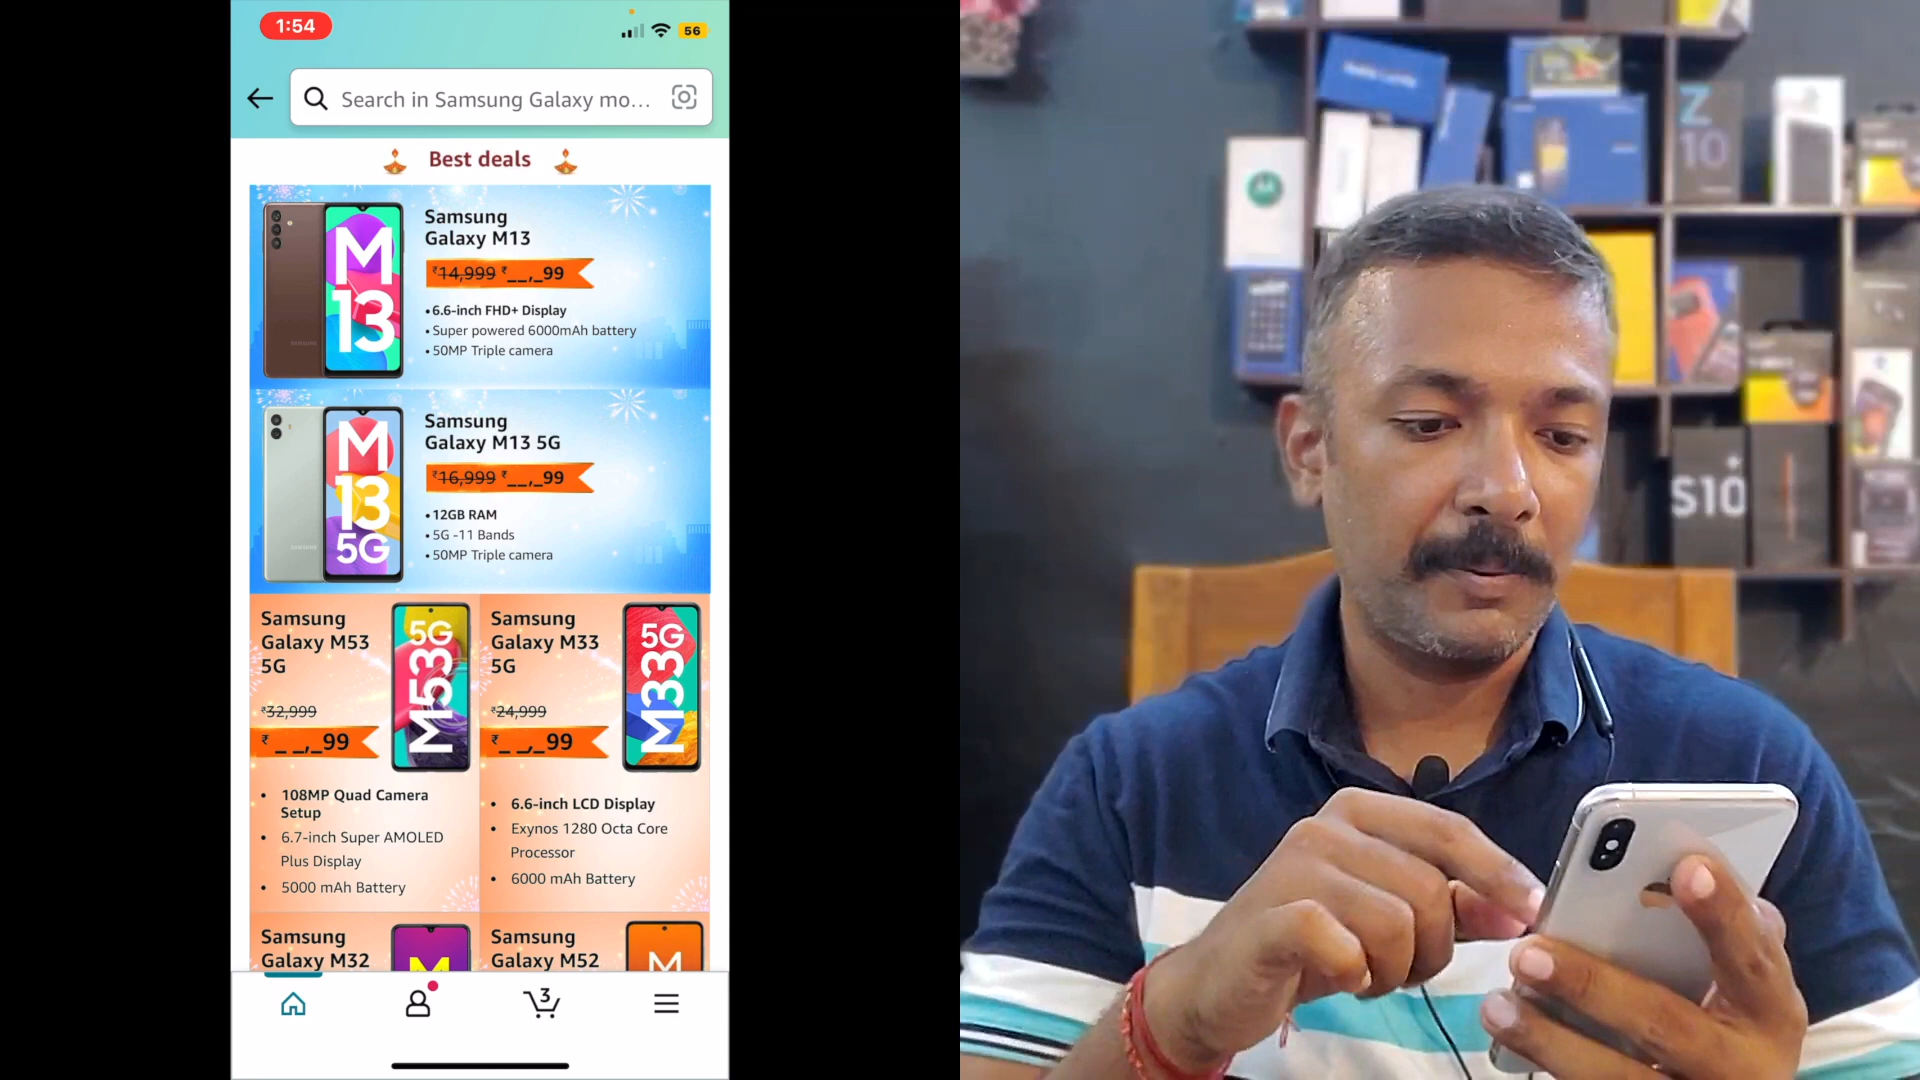 1:54
56
Search in Samsung Galaxy mo...
Best deals
Samsung
Galaxy M13
₹14,999 ₹__,_99
• 6.6-inch FHD+ Display
• Super powered 6000mAh battery
• 50MP Triple camera
M
13
SAMSUNG
Samsung
Galaxy M13 5G
₹16,999 ₹__,_99
• 12GB RAM
• 5G -11 Bands
• 50MP Triple camera
M
13
5G
SAMSUNG
Samsung
Galaxy M53
5G
₹32,999
₹ _ _,_99
5G
M53
• 108MP Quad Camera
Setup
• 6.7-inch Super AMOLED
Plus Display
• 5000 mAh Battery
Samsung
Galaxy M33
5G
₹24,999
₹_ _,_99
5G
M33
• 6.6-inch LCD Display
• Exynos 1280 Octa Core
Processor
• 6000 mAh Battery
Samsung
Galaxy M32
M
Samsung
Galaxy M52
M
3
Z
10
S10